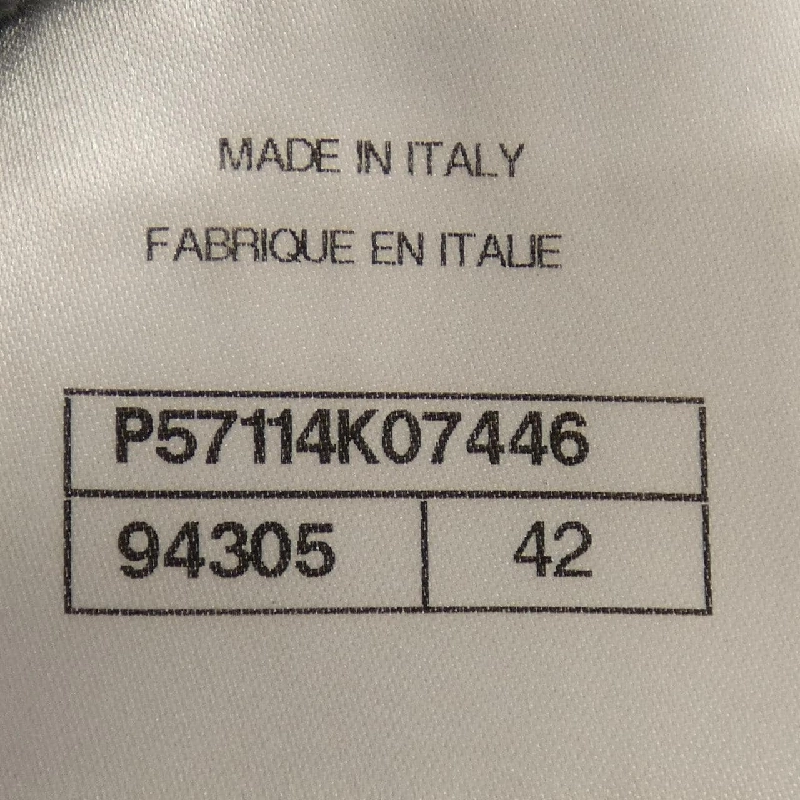 MADE IN ITALY
FABRIQUE EN ITALIE
P57114K07446
94305 42